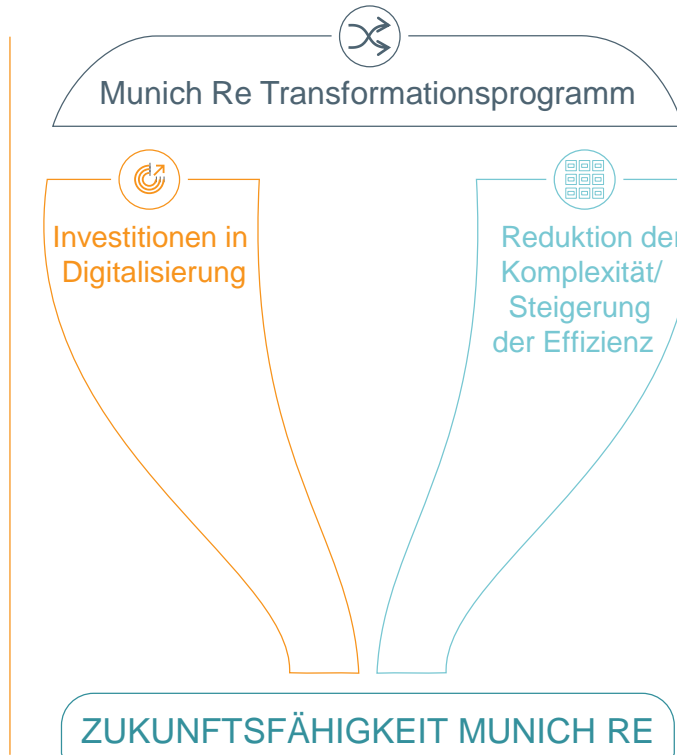 Munich Re Transformationsprogramm
Investitionen in
Digitalisierung
Reduktion der
Komplexität/
Steigerung
der Effizienz
ZUKUNFTSFÄHIGKEIT MUNICH RE